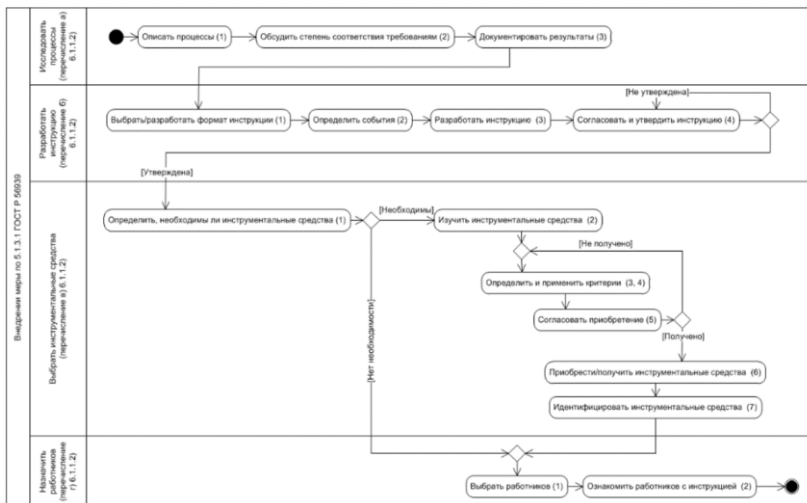 Внедрении меры по 5.1.3.1 ГОСТ Р 56939
Исследовать
процессы
(перечисление а)
6.1.1.2)
Описать процессы (1)
Обсудить степень соответствия требованиям (2)
Документировать результаты (3)
Разработать
инструкцию
(перечисление б)
6.1.1.2)
[Не утверждена]
Выбрать/разработать формат инструкции (1)
Определить события (2)
Разработать инструкцию (3)
Согласовать и утвердить инструкцию (4)
[Утверждена]
Выбрать инструментальные средства
(перечисление в) 6.1.1.2)
Определить, необходимы ли инструментальные средства (1)
[Необходимы]
Изучить инструментальные средства (2)
[Не получено]
Определить и применить критерии (3, 4)
Согласовать приобретение (5)
[Нет необходимости]
[Получено]
Приобрести/получить инструментальные средства (6)
Идентифицировать инструментальные средства (7)
Назначить
работников
(перечисление
г) 6.1.1.2)
Выбрать работников (1)
Ознакомить работников с инструкцией (2)